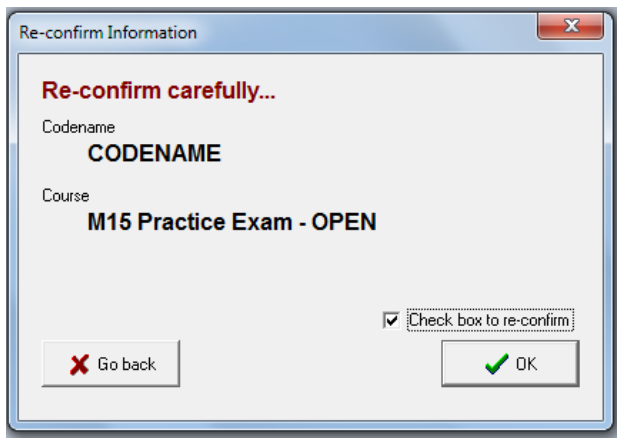 Re-confirm Information
Re-confirm carefully...
Codename
CODENAME
Course
M15 Practice Exam - OPEN
Check box to re-confirm
Go back
OK